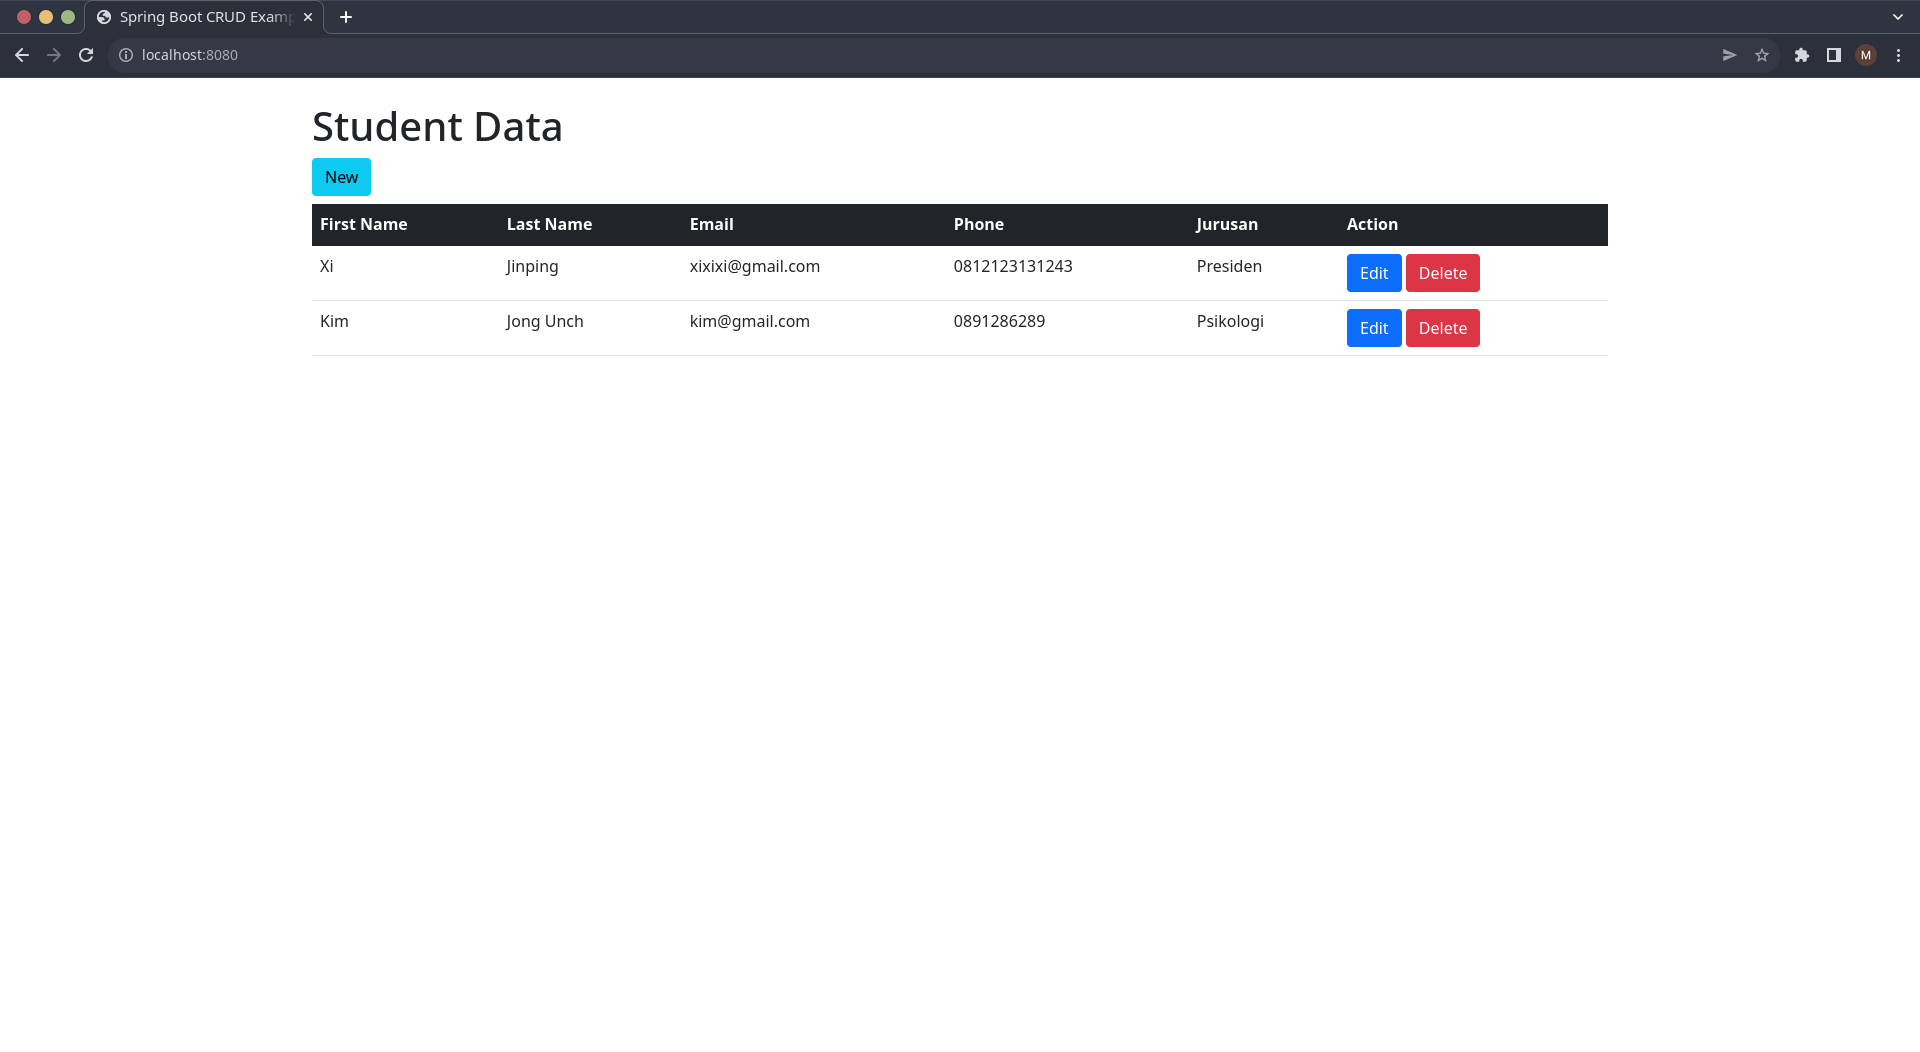 Spring Boot CRUD Examp
localhost:8080
M
Student Data
New
First Name Last Name Email Phone Jurusan Action
Xi Jinping xixixi@gmail.com 0812123131243 Presiden Edit Delete
Kim Jong Unch kim@gmail.com 0891286289 Psikologi Edit Delete